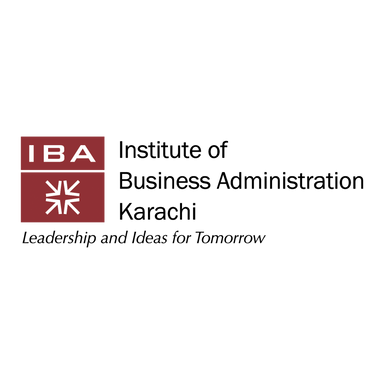 IBA
Institute of
Business Administration
Karachi
Leadership and Ideas for Tomorrow